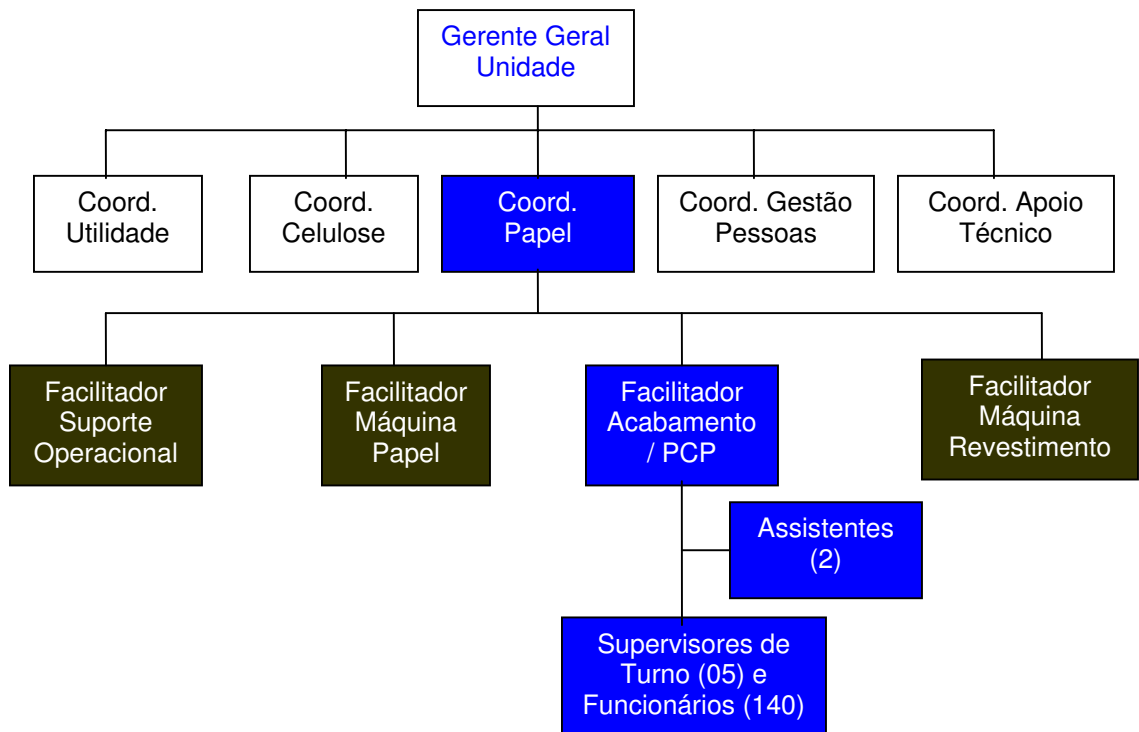 Gerente Geral
Unidade
Coord.
Utilidade
Coord.
Celulose
Coord.
Papel
Coord. Gestão
Pessoas
Coord. Apoio
Técnico
Facilitador
Suporte
Operacional
Facilitador
Máquina
Papel
Facilitador
Acabamento
/ PCP
Facilitador
Máquina
Revestimento
Assistentes
(2)
Supervisores de
Turno (05) e
Funcionários (140)